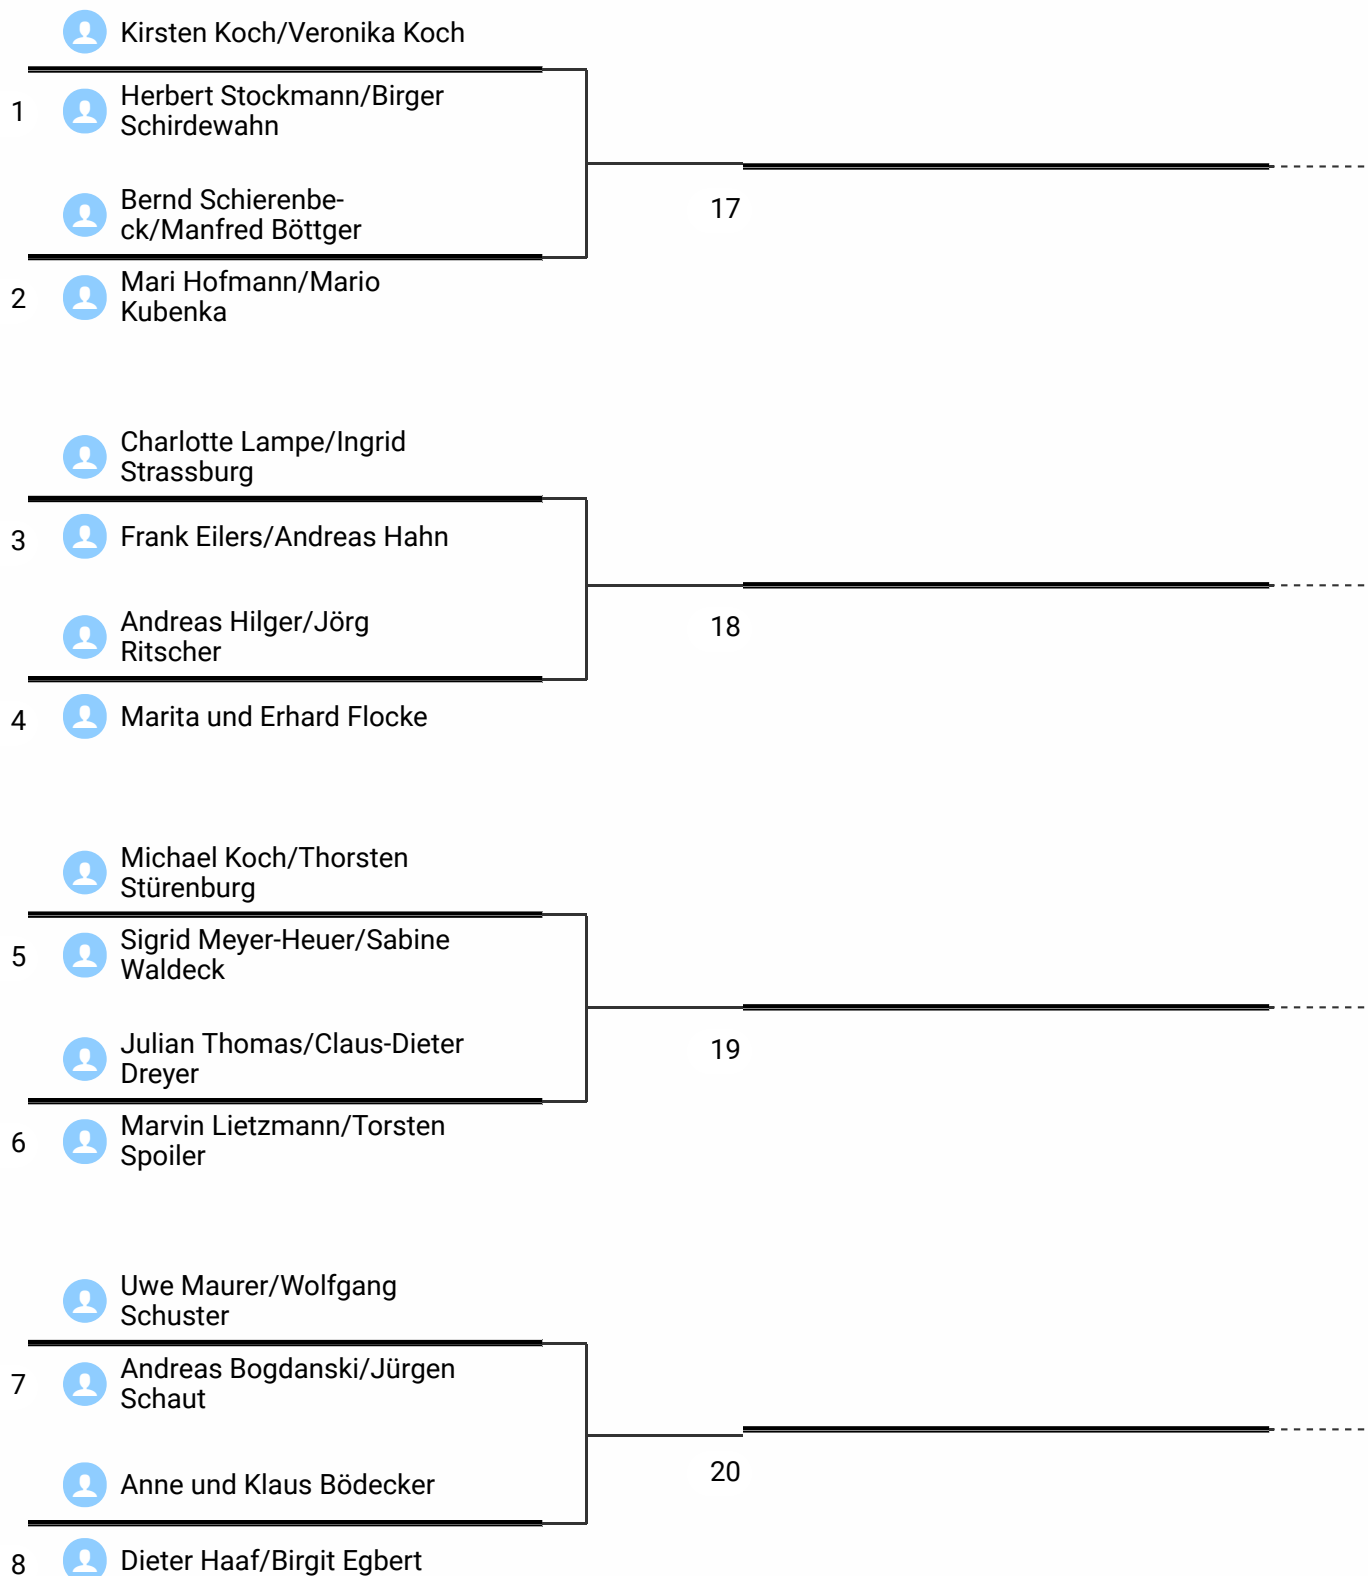 Kirsten Koch/Veronika Koch
1
Herbert Stockmann/Birger
Schirdewahn
Bernd Schierenbe-
ck/Manfred Böttger
17
2
Mari Hofmann/Mario
Kubenka
Charlotte Lampe/Ingrid
Strassburg
3
Frank Eilers/Andreas Hahn
Andreas Hilger/Jörg
Ritscher
18
4
Marita und Erhard Flocke
Michael Koch/Thorsten
Stürenburg
5
Sigrid Meyer-Heuer/Sabine
Waldeck
Julian Thomas/Claus-Dieter
Dreyer
19
6
Marvin Lietzmann/Torsten
Spoiler
Uwe Maurer/Wolfgang
Schuster
7
Andreas Bogdanski/Jürgen
Schaut
Anne und Klaus Bödecker
20
8
Dieter Haaf/Birgit Egbert